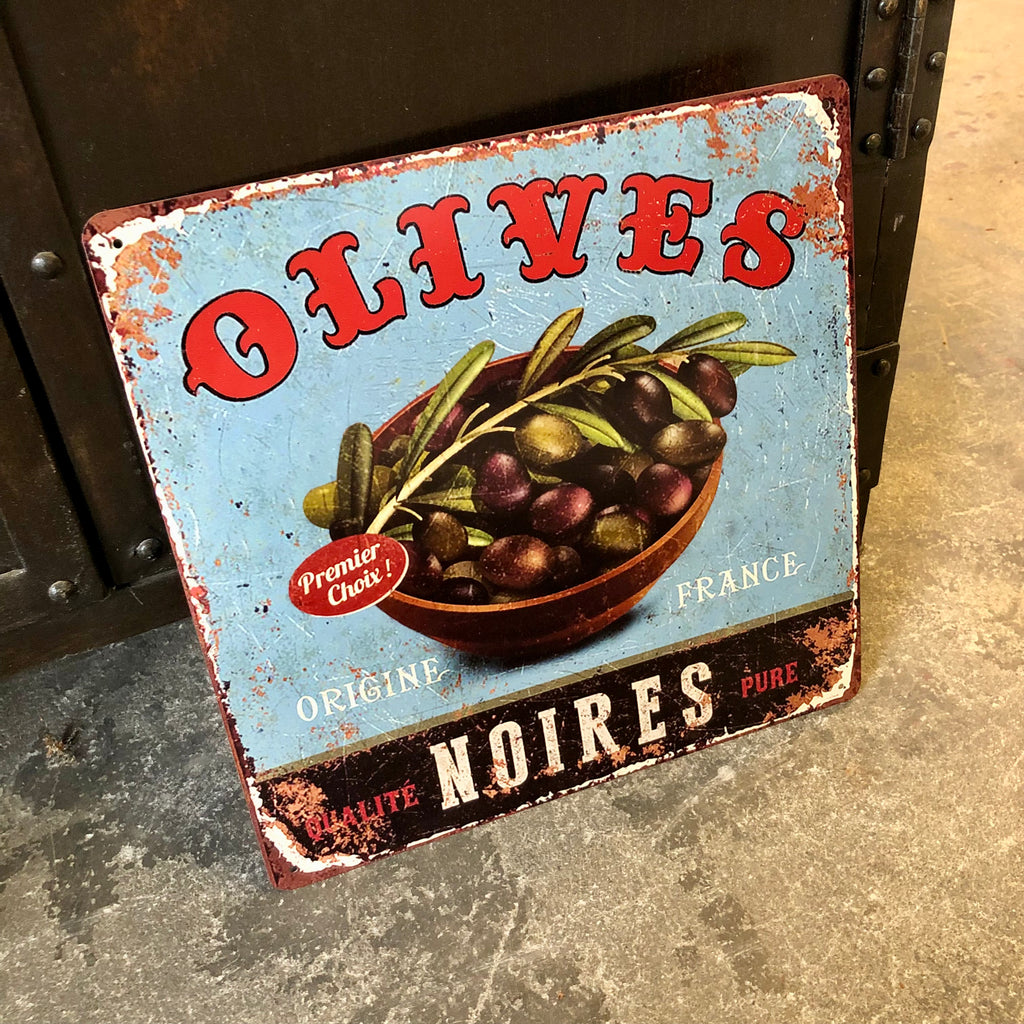 OLIVES
Premier
Choix !
ORIGINE FRANCE
QUALITÉ NOIRES PURE